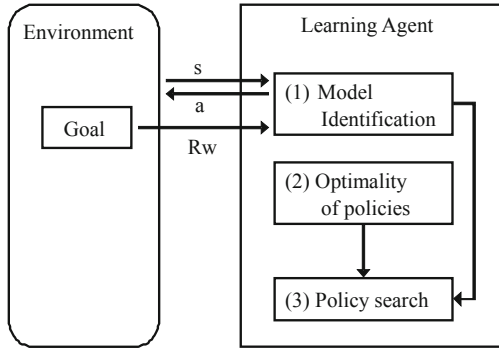 Environment
Goal
s
a
Rw
Learning Agent
(1) Model
Identification
(2) Optimality
of policies
(3) Policy search